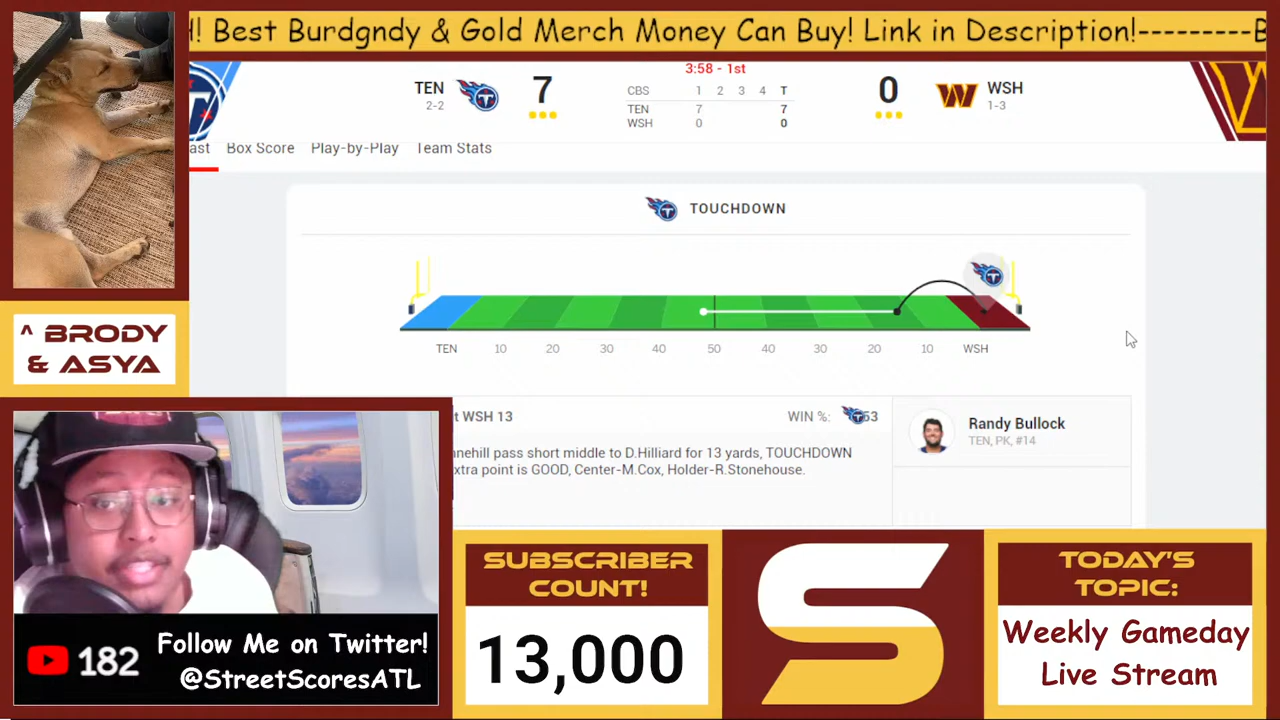 ! Best Burdgndy & Gold Merch Money Can Buy! Link in Description!---------B
TEN
2-2
7
3:58 - 1st
CBS 1 2 3 4 T
TEN 7 7
WSH 0 0
0
WSH
1-3
ast Box Score Play-by-Play Team Stats
TOUCHDOWN
TEN 10 20 30 40 50 40 30 20 10 WSH
t WSH 13
WIN %: 53
nnehill pass short middle to D.Hilliard for 13 yards, TOUCHDOWN
xtra point is GOOD, Center-M.Cox, Holder-R.Stonehouse.
Randy Bullock
TEN, PK, #14
^ BRODY
& ASYA
182
Follow Me on Twitter!
@StreetScoresATL
SUBSCRIBER
COUNT!
13,000
S
TODAY'S
TOPIC:
Weekly Gameday
Live Stream